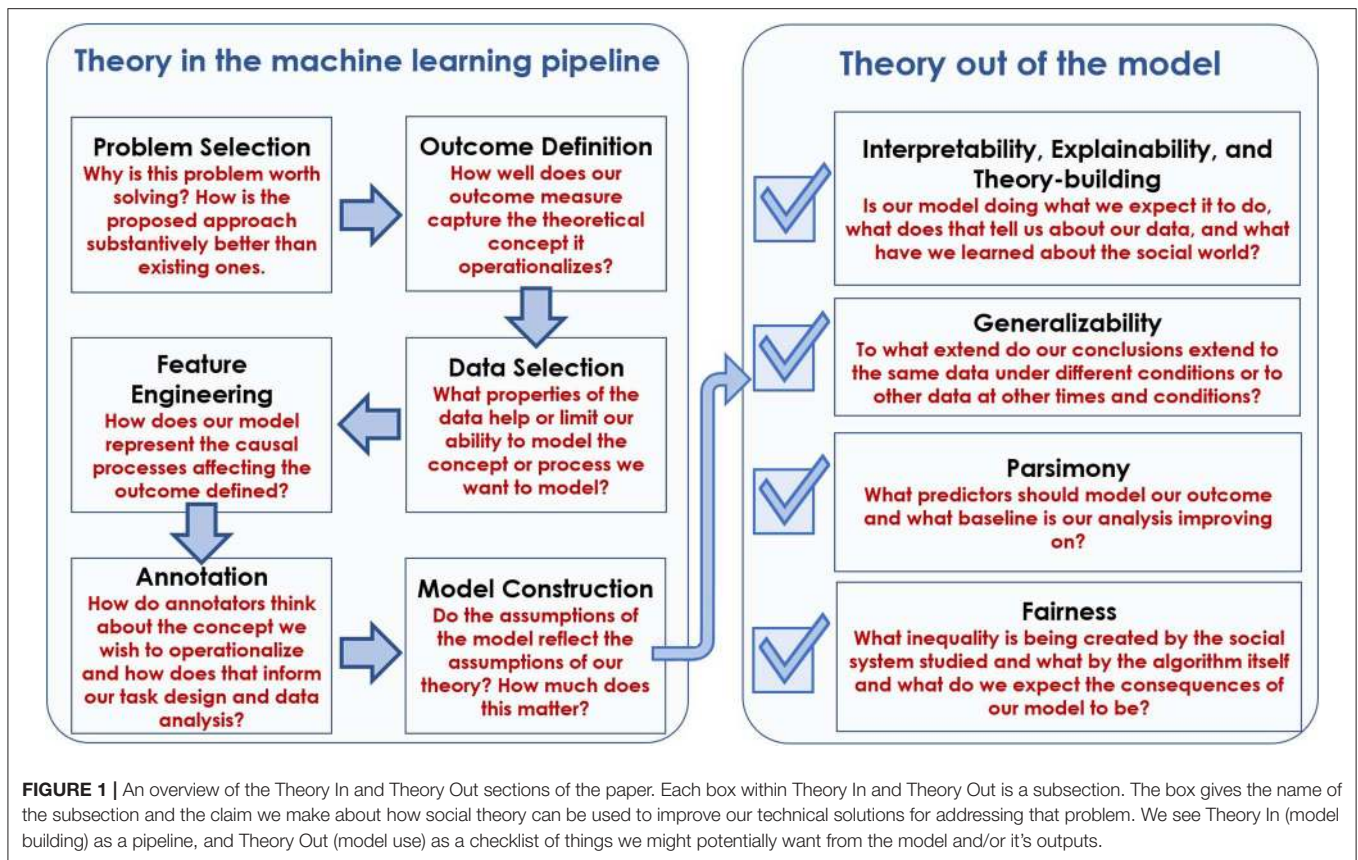 Theory in the machine learning pipeline
Problem Selection
Why is this problem worth
solving? How is the
proposed approach
substantively better than
existing ones.
Outcome Definition
How well does our
outcome measure
capture the theoretical
concept it
operationalizes?
Feature
Engineering
How does our model
represent the causal
processes affecting the
outcome defined?
Data Selection
What properties of the
data help or limit our
ability to model the
concept or process we
want to model?
Annotation
How do annotators think
about the concept we
wish to operationalize
and how does that inform
our task design and data
analysis?
Model Construction
Do the assumptions of
the model reflect the
assumptions of our
theory? How much does
this matter?
Theory out of the model
Interpretability, Explainability, and
Theory-building
Is our model doing what we expect it to do,
what does that tell us about our data, and what
have we learned about the social world?
Generalizability
To what extend do our conclusions extend to
the same data under different conditions or to
other data at other times and conditions?
Parsimony
What predictors should model our outcome
and what baseline is our analysis improving
on?
Fairness
What inequality is being created by the social
system studied and what by the algorithm itself
and what do we expect the consequences of
our model to be?
FIGURE 1 | An overview of the Theory In and Theory Out sections of the paper. Each box within Theory In and Theory Out is a subsection. The box gives the name of
the subsection and the claim we make about how social theory can be used to improve our technical solutions for addressing that problem. We see Theory In (model
building) as a pipeline, and Theory Out (model use) as a checklist of things we might potentially want from the model and/or it's outputs.